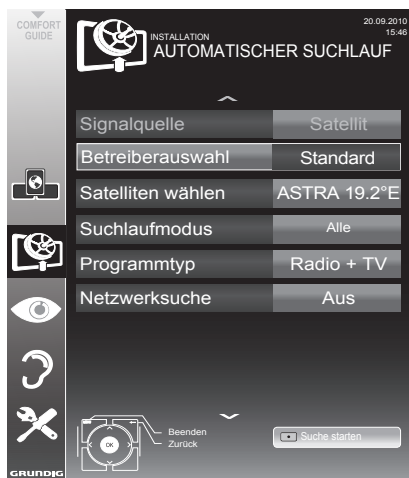 COMFORT
GUIDE
20.09.2010
15:46
INSTALLATION
AUTOMATISCHER SUCHLAUF
Signalquelle Satellit
Betreiberauswahl Standard
Satelliten wählen ASTRA 19.2°E
Suchlaufmodus Alle
Programmtyp Radio + TV
Netzwerksuche Aus
Beenden
Zurück
OK
Suche starten
GRUNDIG